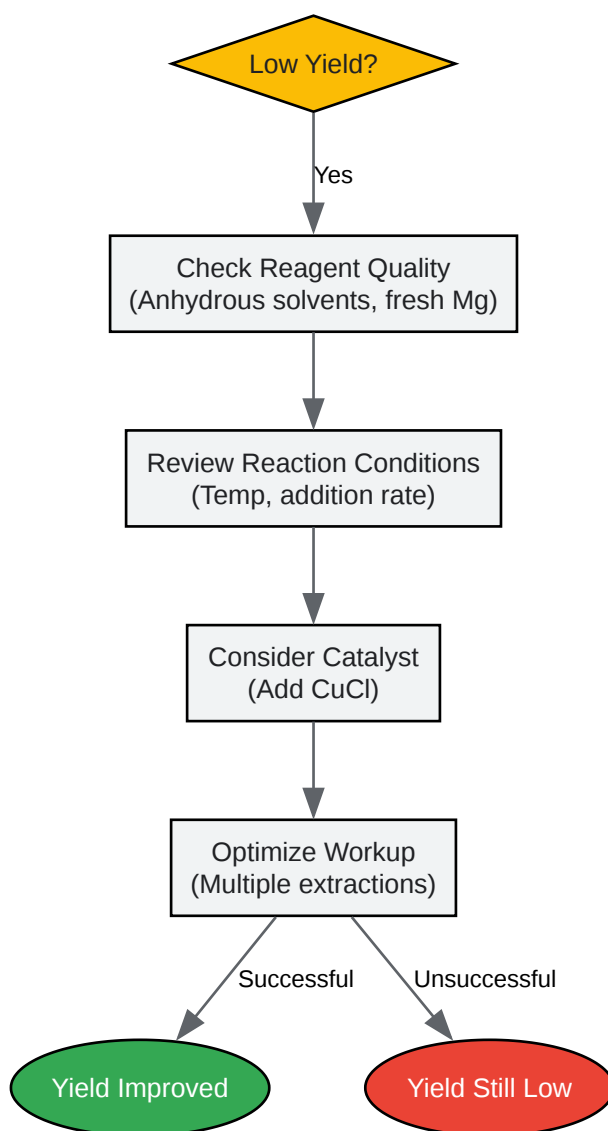 Low Yield?
Yes
Check Reagent Quality
(Anhydrous solvents, fresh Mg)
Review Reaction Conditions
(Temp, addition rate)
Consider Catalyst
(Add CuCl)
Optimize Workup
(Multiple extractions)
Successful
Unsuccessful
Yield Improved
Yield Still Low